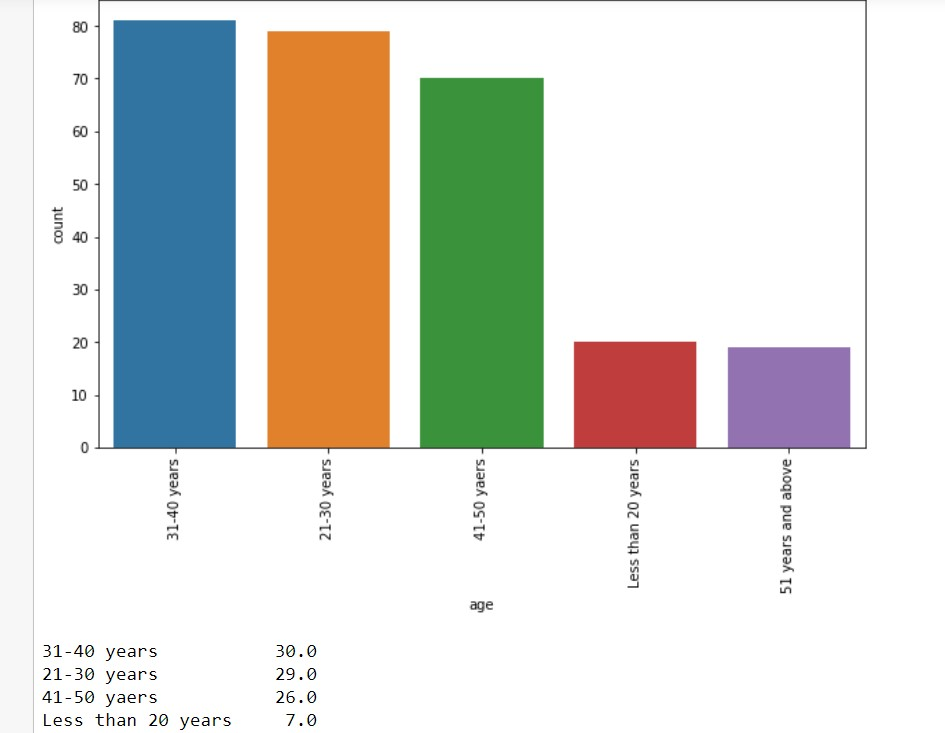 80
70
60
50
40
30
20
10
0
count
31-40 years
21-30 years
41-50 yaers
Less than 20 years
51 years and above
age
31-40 years 30.0
21-30 years 29.0
41-50 yaers 26.0
Less than 20 years 7.0